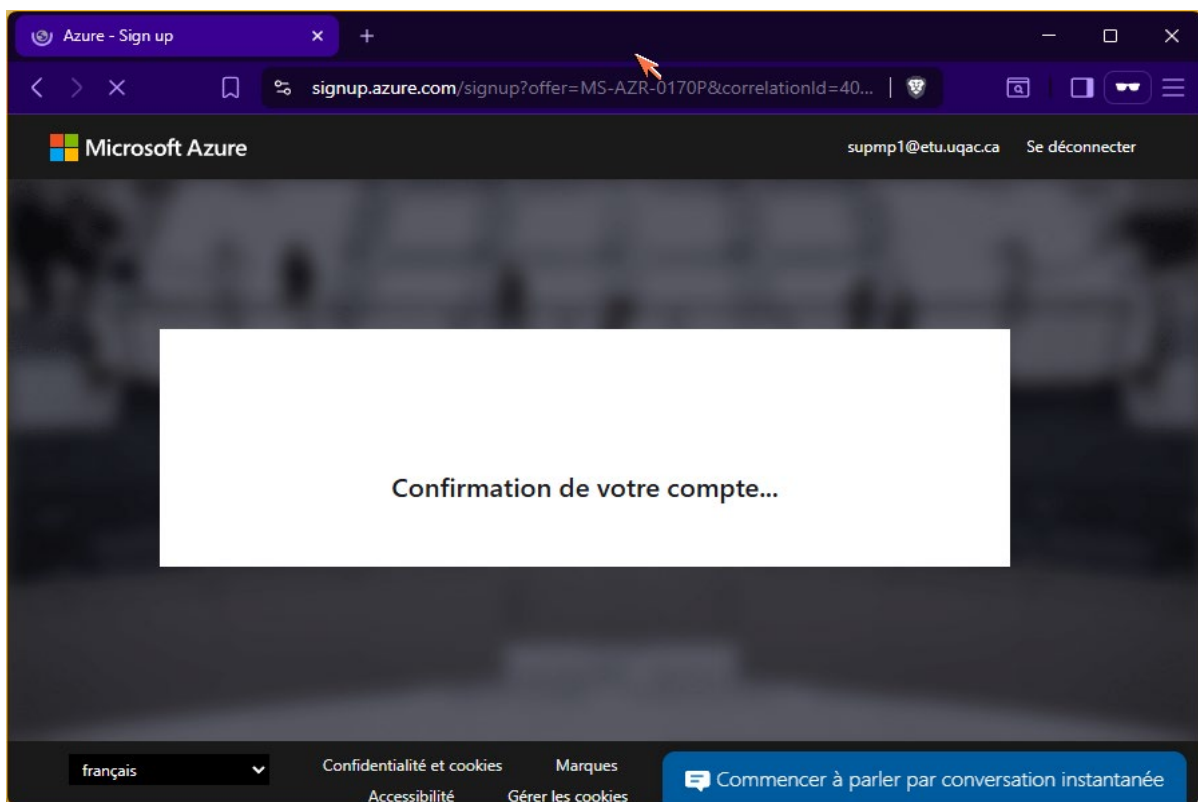 Azure - Sign up
signup.azure.com/signup?offer=MS-AZR-0170P&correlationId=40...
Microsoft Azure
supmp1@etu.uqac.ca Se déconnecter
Confirmation de votre compte...
français
Confidentialité et cookies Marques
Accessibilité Gérer les cookies
Commencer à parler par conversation instantanée